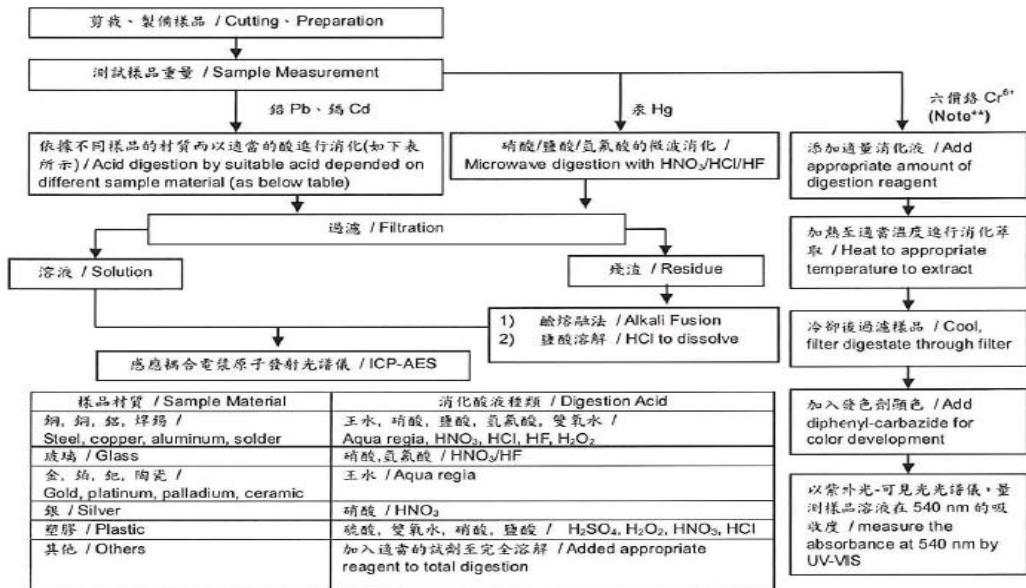 剪裁、製備樣品 / Cutting、Preparation
測試樣品重量 / Sample Measurement
鉛 Pb、鎘 Cd
汞 Hg
六價鉻 Cr6+
(Note**)
依據不同樣品的材質而以適當的酸進行消化(如下表
所示) / Acid digestion by suitable acid depended on
different sample material (as below table)
硝酸/鹽酸/氫氟酸的微波消化 /
Microwave digestion with HNO3/HCl/HF
添加適量消化液 / Add
appropriate amount of
digestion reagent
過濾 / Filtration
加熱至適當溫度進行消化萃
取 / Heat to appropriate
temperature to extract
溶液 / Solution
殘渣 / Residue
1) 鹼熔融法 / Alkali Fusion
2) 鹽酸溶解 / HCl to dissolve
冷卻後過濾樣品 / Cool,
filter digestate through filter
感應耦合電漿原子發射光譜儀 / ICP-AES
加入發色劑顯色 / Add
diphenyl-carbazide for
color development
以紫外光-可見光光譜儀,量
測樣品溶液在 540 nm 的吸
收度 / measure the
absorbance at 540 nm by
UV-VIS
樣品材質 / Sample Material 消化酸液種類 / Digestion Acid
鋼, 銅, 鋁, 焊錫 / 王水, 硝酸, 鹽酸, 氫氟酸, 雙氧水 /
Steel, copper, aluminum, solder Aqua regia, HNO3, HCl, HF, H2O2
玻璃 / Glass 硝酸,氫氟酸 / HNO3/HF
金, 鉑, 鈀, 陶瓷 / 王水 / Aqua regia
Gold, platinum, palladium, ceramic
銀 / Silver 硝酸 / HNO3
塑膠 / Plastic 硫酸, 雙氧水, 硝酸, 鹽酸 / H2SO4, H2O2, HNO3, HCl
其他 / Others 加入適當的試劑至完全溶解 / Added appropriate
reagent to total digestion